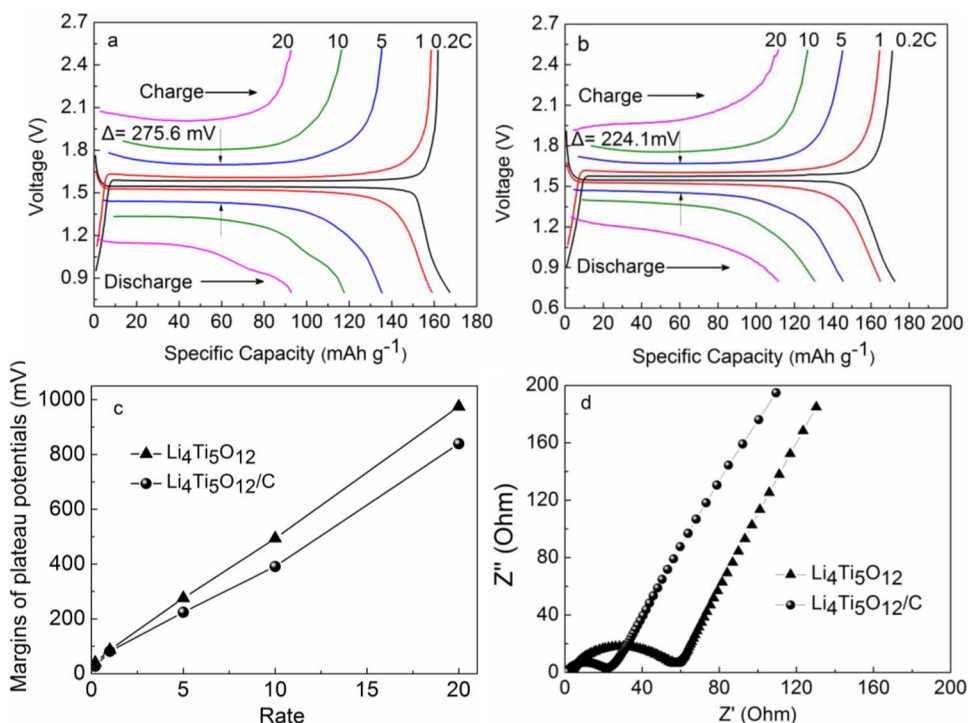 a
20 10 5 1 0.2C
Charge
Δ= 275.6 mV
Discharge
Voltage (V)
2.7
2.4
2.1
1.8
1.5
1.2
0.9
0 20 40 60 80 100 120 140 160 180
Specific Capacity (mAh g⁻¹)
b
20 10 5 1 0.2C
Charge
Δ= 224.1mV
Discharge
Voltage (V)
2.7
2.4
2.1
1.8
1.5
1.2
0.9
0.6
0 20 40 60 80 100 120 140 160 180 200
Specific Capacity (mAh g⁻¹)
c
Li₄Ti₅O₁₂
Li₄Ti₅O₁₂/C
Margins of plateau potentials (mV)
1000
800
600
400
200
0
0 5 10 15 20
Rate
d
Li₄Ti₅O₁₂
Li₄Ti₅O₁₂/C
Z'' (Ohm)
200
160
120
80
40
0
0 40 80 120 160 200
Z' (Ohm)